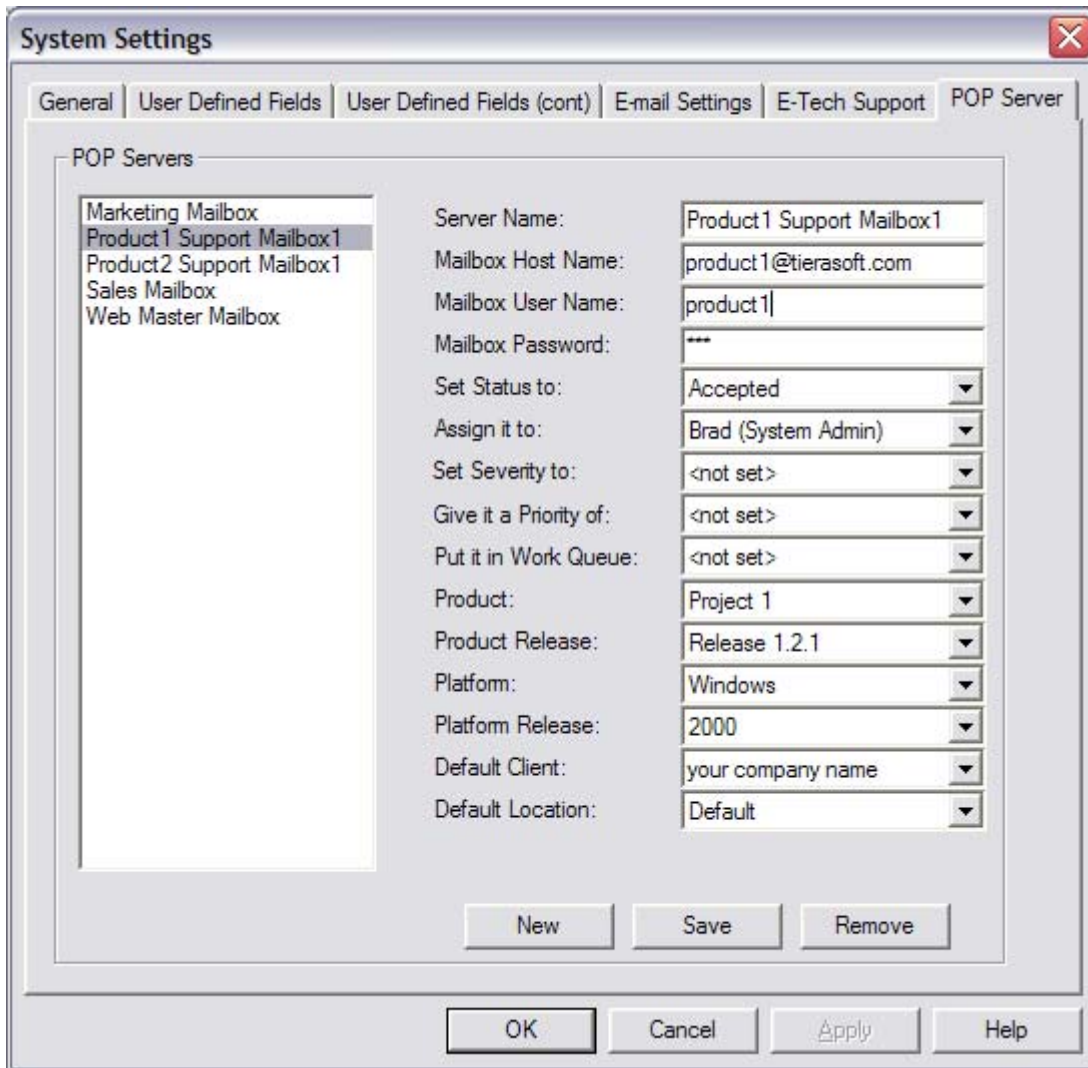 System Settings
General User Defined Fields User Defined Fields (cont) E-mail Settings E-Tech Support POP Server
POP Servers
Marketing Mailbox
Product1 Support Mailbox1
Product2 Support Mailbox1
Sales Mailbox
Web Master Mailbox
Server Name: Product1 Support Mailbox1
Mailbox Host Name: product1@tierasoft.com
Mailbox User Name: product1
Mailbox Password: ***
Set Status to: Accepted
Assign it to: Brad (System Admin)
Set Severity to: <not set>
Give it a Priority of: <not set>
Put it in Work Queue: <not set>
Product: Project 1
Product Release: Release 1.2.1
Platform: Windows
Platform Release: 2000
Default Client: your company name
Default Location: Default
New Save Remove
OK Cancel Apply Help